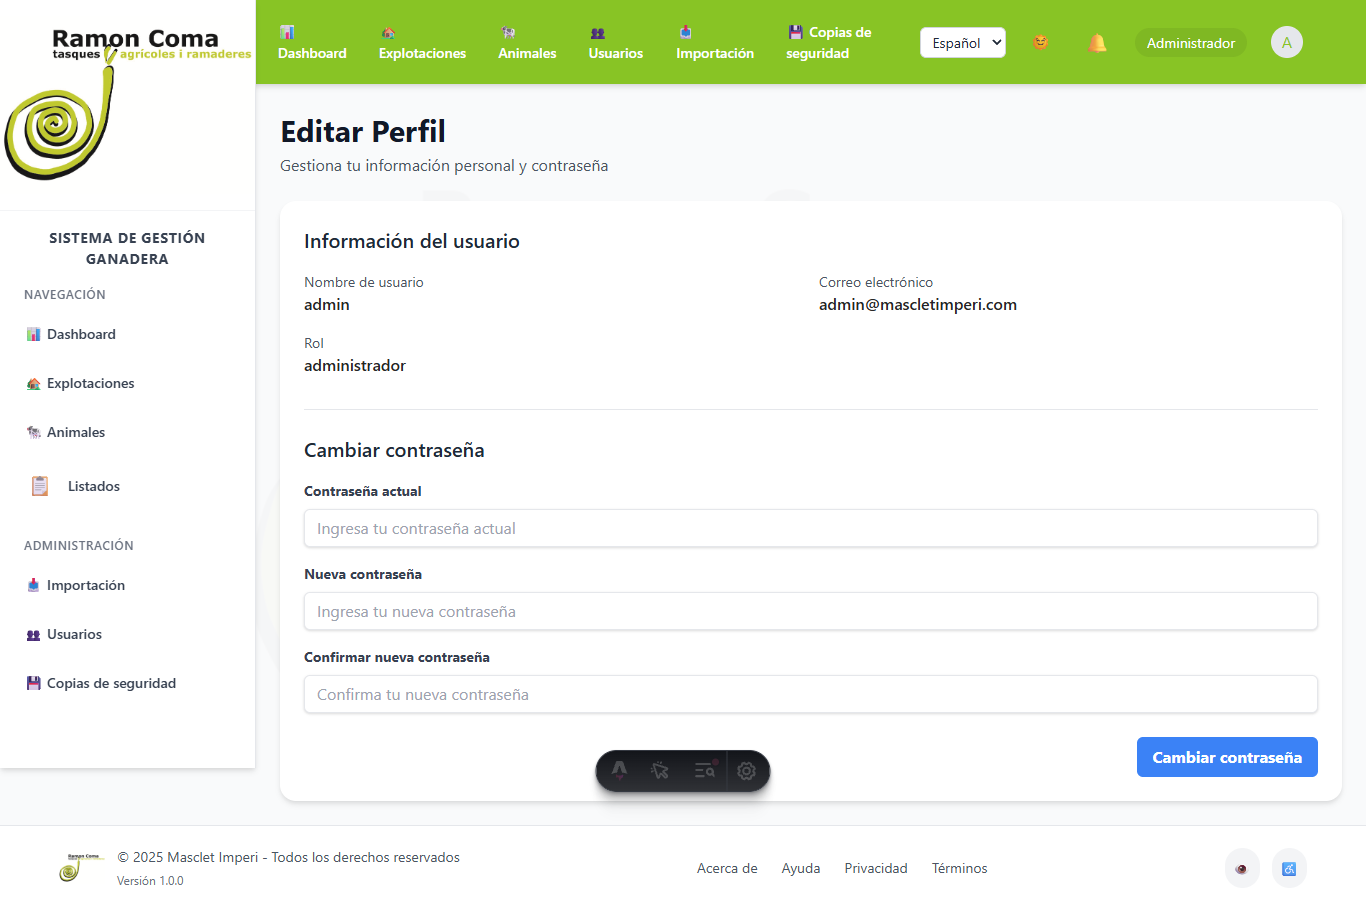 Ramon Coma
tasques i agrícoles i ramaderes
SISTEMA DE GESTIÓN
GANADERA
NAVEGACIÓN
Dashboard
Explotaciones
Animales
Listados
ADMINISTRACIÓN
Importación
Usuarios
Copias de seguridad
Dashboard
Explotaciones
Animales
Usuarios
Importación
Copias de
seguridad
Español
Administrador
A
Editar Perfil
Gestiona tu información personal y contraseña
Información del usuario
Nombre de usuario
admin
Correo electrónico
admin@mascletimperi.com
Rol
administrador
Cambiar contraseña
Contraseña actual
Ingresa tu contraseña actual
Nueva contraseña
Ingresa tu nueva contraseña
Confirmar nueva contraseña
Confirma tu nueva contraseña
Cambiar contraseña
Ramon Coma
© 2025 Masclet Imperi - Todos los derechos reservados
Versión 1.0.0
Acerca de
Ayuda
Privacidad
Términos